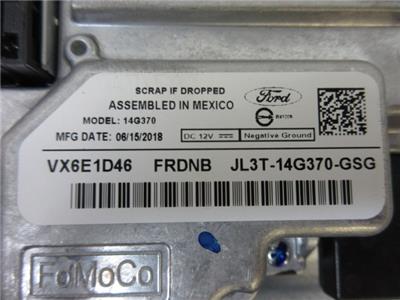 SCRAP IF DROPPED
ASSEMBLED IN MEXICO
MODEL: 14G370
MFG DATE: 06/15/2018
Ford
DC 12V
Negative Ground
VX6E1D46 FRDNB JL3T-14G370-GSG
FoMoCo